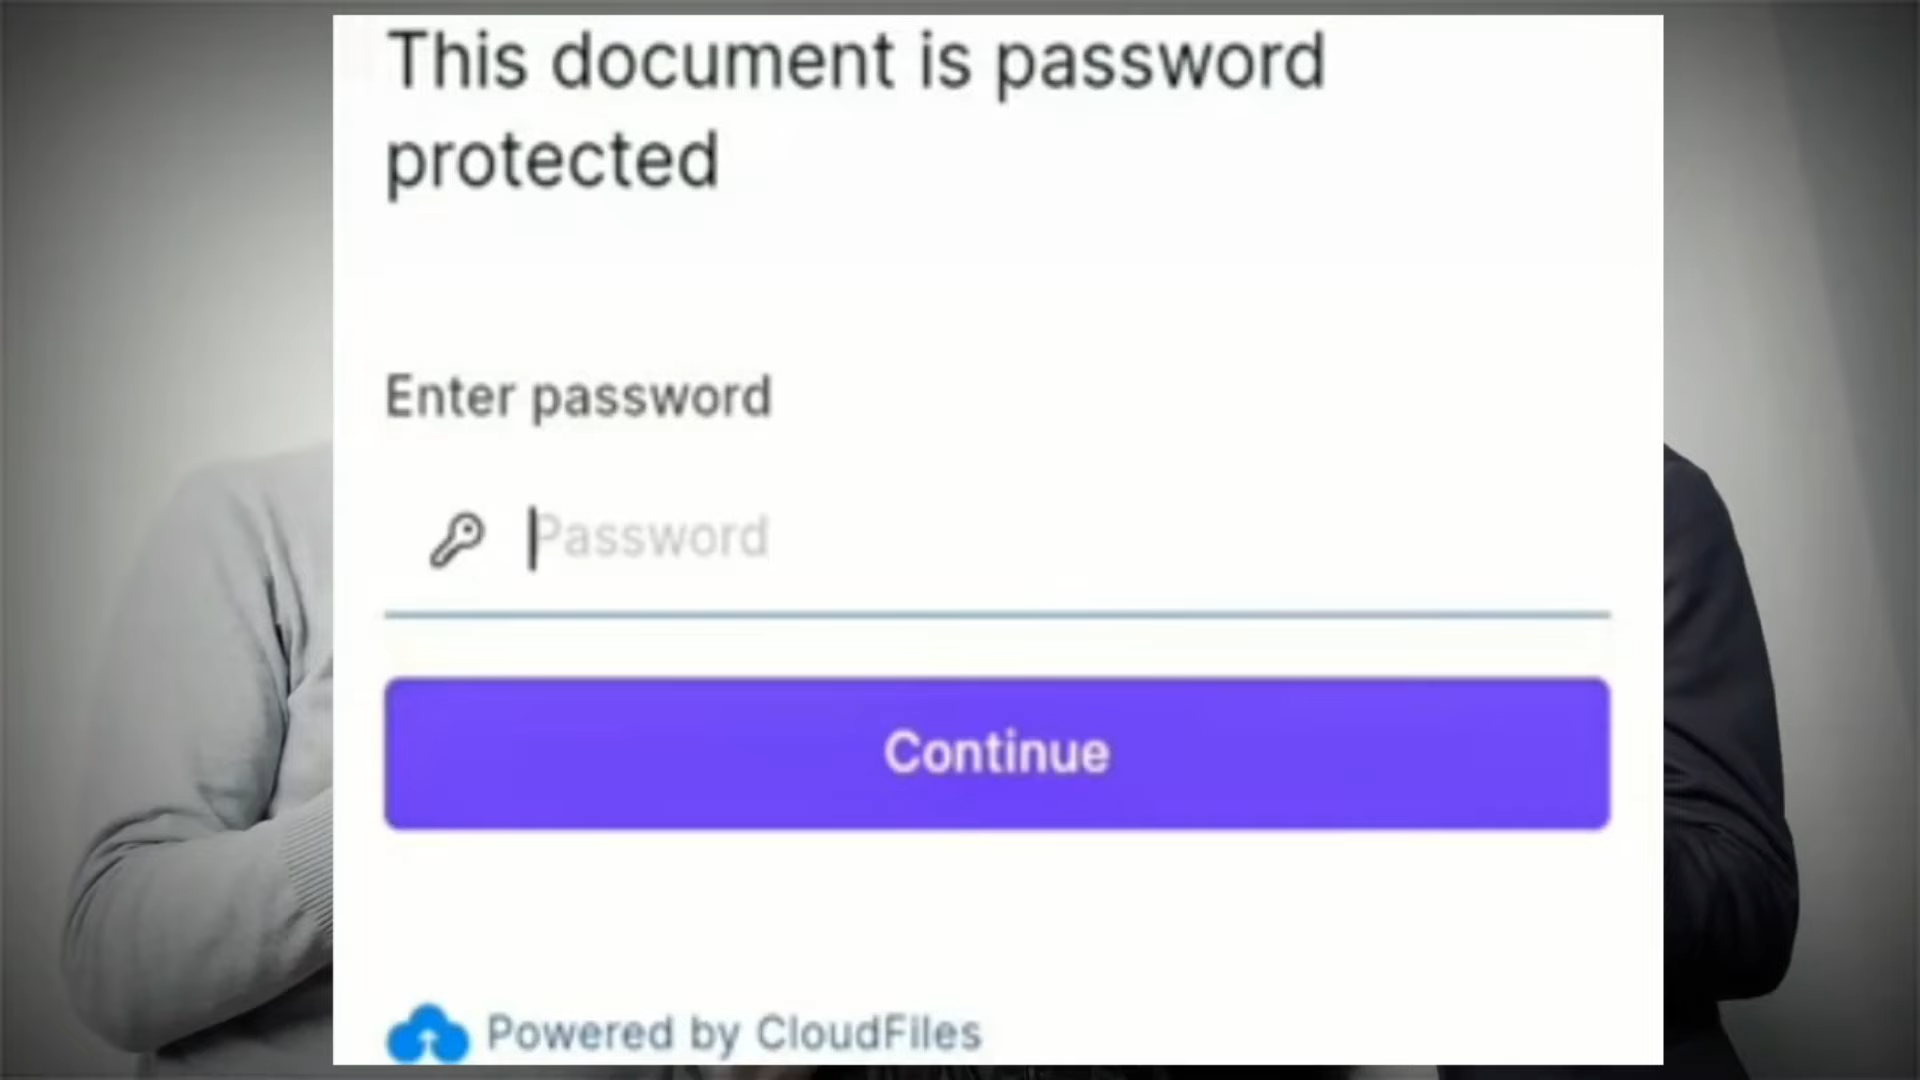 This document is password
protected
Enter password
Password
Continue
Powered by CloudFiles